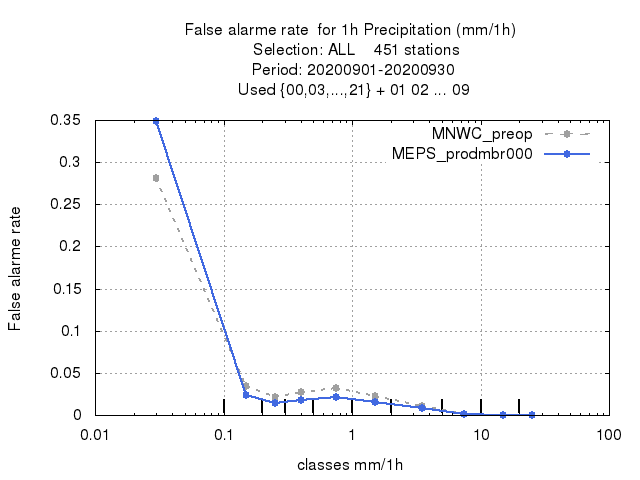 False alarme rate  for 1h Precipitation (mm/1h)
Selection: ALL    451 stations
Period: 20200901-20200930
Used {00,03,...,21} + 01 02 ... 09
MNWC_preop
MEPS_prodmbr000
0.35
0.3
0.25
0.2
0.15
0.1
0.05
0
False alarme rate
0.01
0.1
1
10
100
classes mm/1h